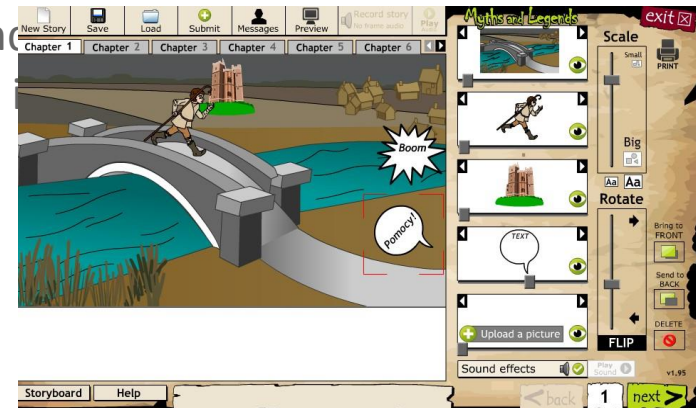 New Story Save Load Submit Messages Preview Record story Play
No frame audio
Chapter 1 Chapter 2 Chapter 3 Chapter 4 Chapter 5 Chapter 6
Boom
Pomocy!
Storyboard Help
Myths and Legends
exit
TEXT
Upload a picture
Sound effects
Play
Sound
Scale
Small
Big
Aa Aa
Rotate
FLIP
PRINT
Bring to
FRONT
Send to
BACK
DELETE
v1,95
back 1 next